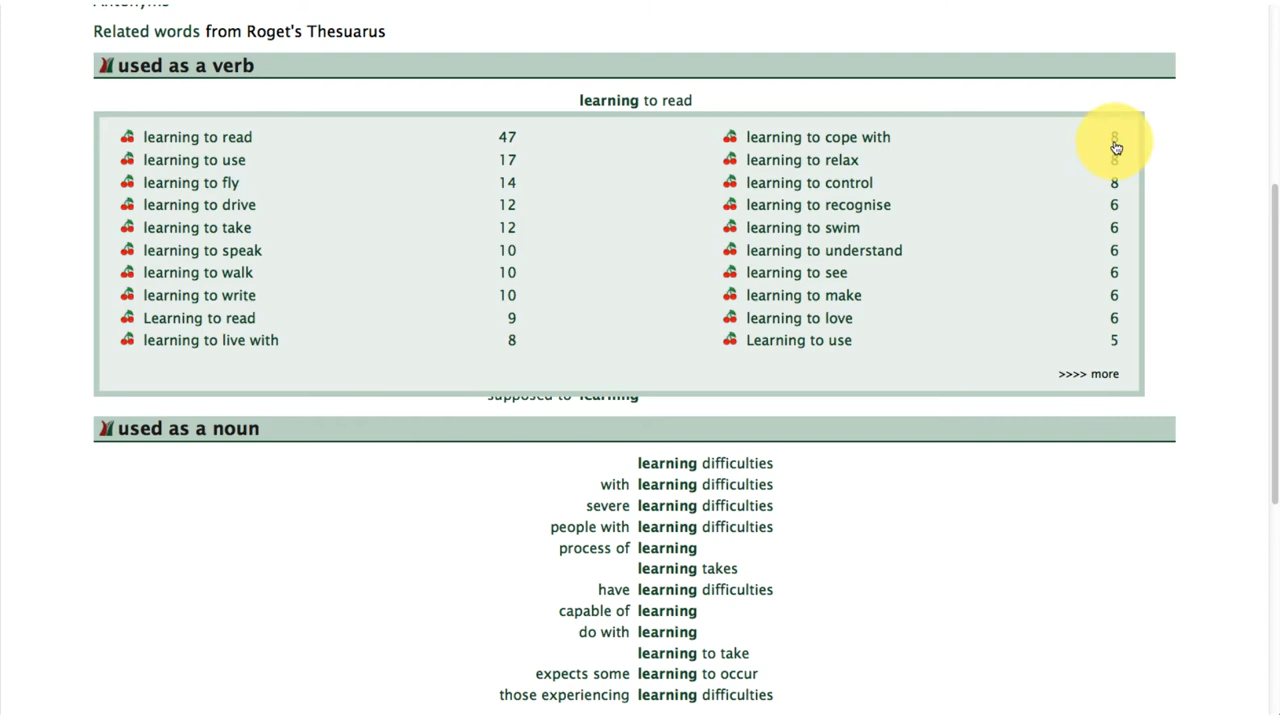 Antonyms
Related words from Roget's Thesuarus
used as a verb
learning to read
learning to read 47
learning to use 17
learning to fly 14
learning to drive 12
learning to take 12
learning to speak 10
learning to walk 10
learning to write 10
Learning to read 9
learning to live with 8
learning to cope with 8
learning to relax 8
learning to control 8
learning to recognise 6
learning to swim 6
learning to understand 6
learning to see 6
learning to make 6
learning to love 6
Learning to use 5
>>>> more
supposed to learning
used as a noun
learning difficulties
with learning difficulties
severe learning difficulties
people with learning difficulties
process of learning
learning takes
have learning difficulties
capable of learning
do with learning
learning to take
expects some learning to occur
those experiencing learning difficulties